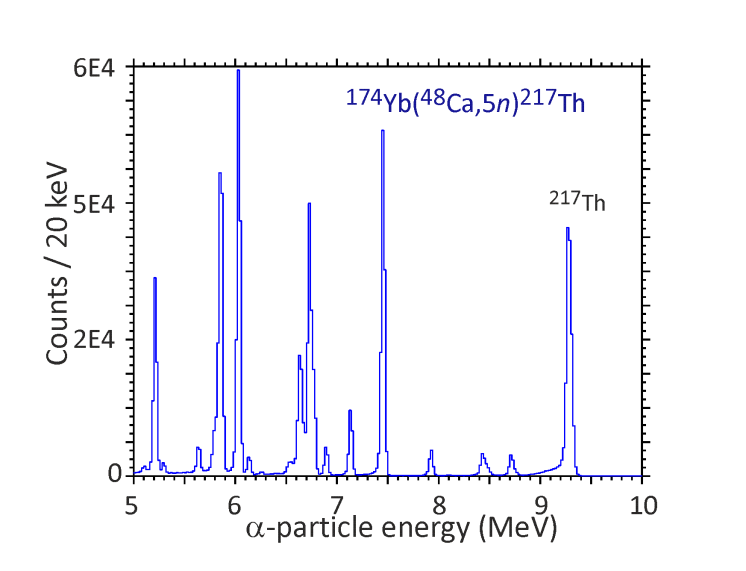 6E4
¹⁷⁴Yb(⁴⁸Ca,5n)²¹⁷Th
5E4
²¹⁷Th
Counts / 20 keV
2E4
0
5 6 7 8 9 10
α-particle energy (MeV)